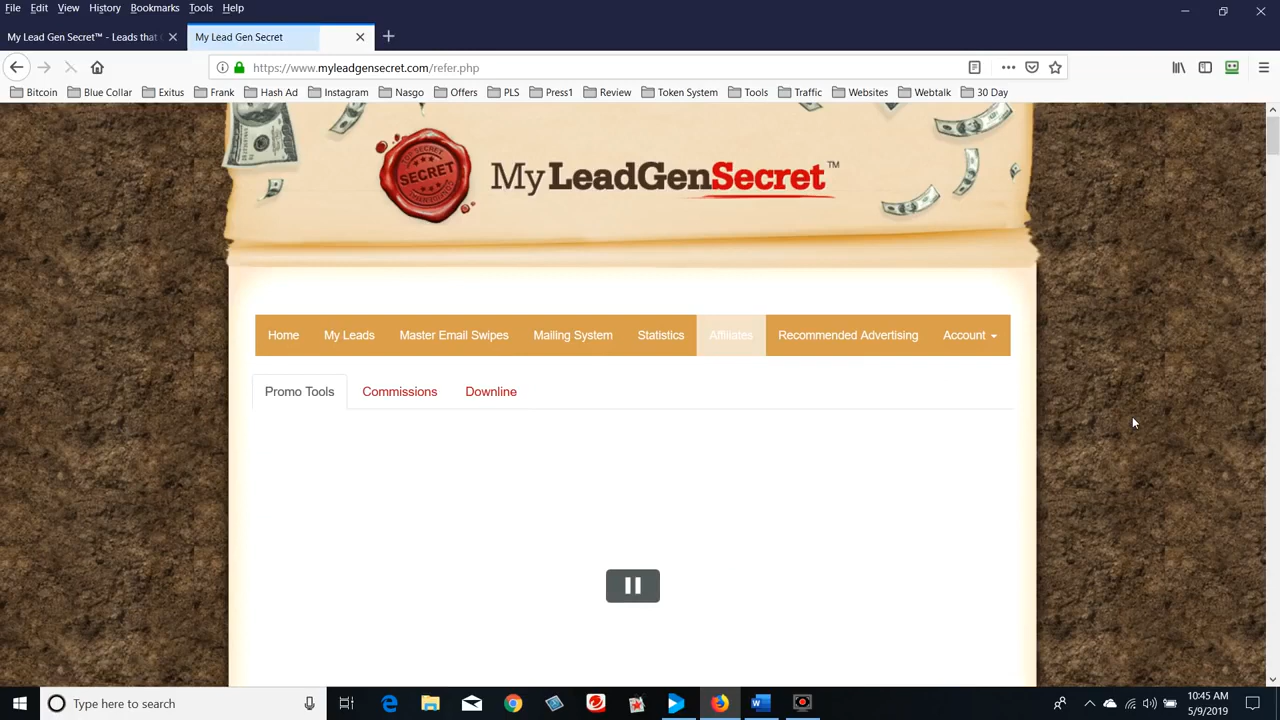 File Edit View History Bookmarks Tools Help
My Lead Gen Secret™ - Leads that
My Lead Gen Secret
https://www.myleadgensecret.com/refer.php
Bitcoin Blue Collar Exitus Frank Hash Ad Instagram Nasgo Offers PLS Press1 Review Token System Tools Traffic Websites Webtalk 30 Day
SECRET
MyLeadGenSecret™
Home My Leads Master Email Swipes Mailing System Statistics Affiliates Recommended Advertising Account
Promo Tools Commissions Downline
Type here to search
10:45 AM
5/9/2019